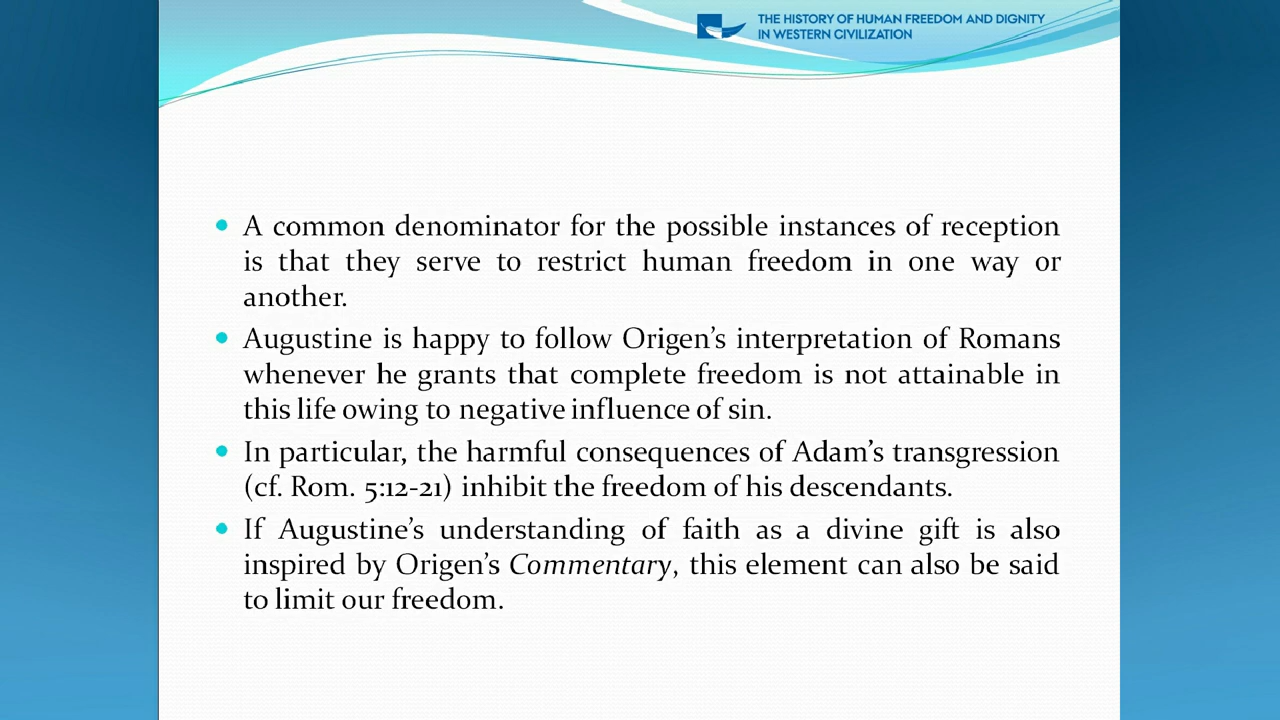 THE HISTORY OF HUMAN FREEDOM AND DIGNITY
IN WESTERN CIVILIZATION
• A common denominator for the possible instances of reception
is that they serve to restrict human freedom in one way or
another.
• Augustine is happy to follow Origen’s interpretation of Romans
whenever he grants that complete freedom is not attainable in
this life owing to negative influence of sin.
• In particular, the harmful consequences of Adam’s transgression
(cf. Rom. 5:12-21) inhibit the freedom of his descendants.
• If Augustine’s understanding of faith as a divine gift is also
inspired by Origen’s Commentary, this element can also be said
to limit our freedom.